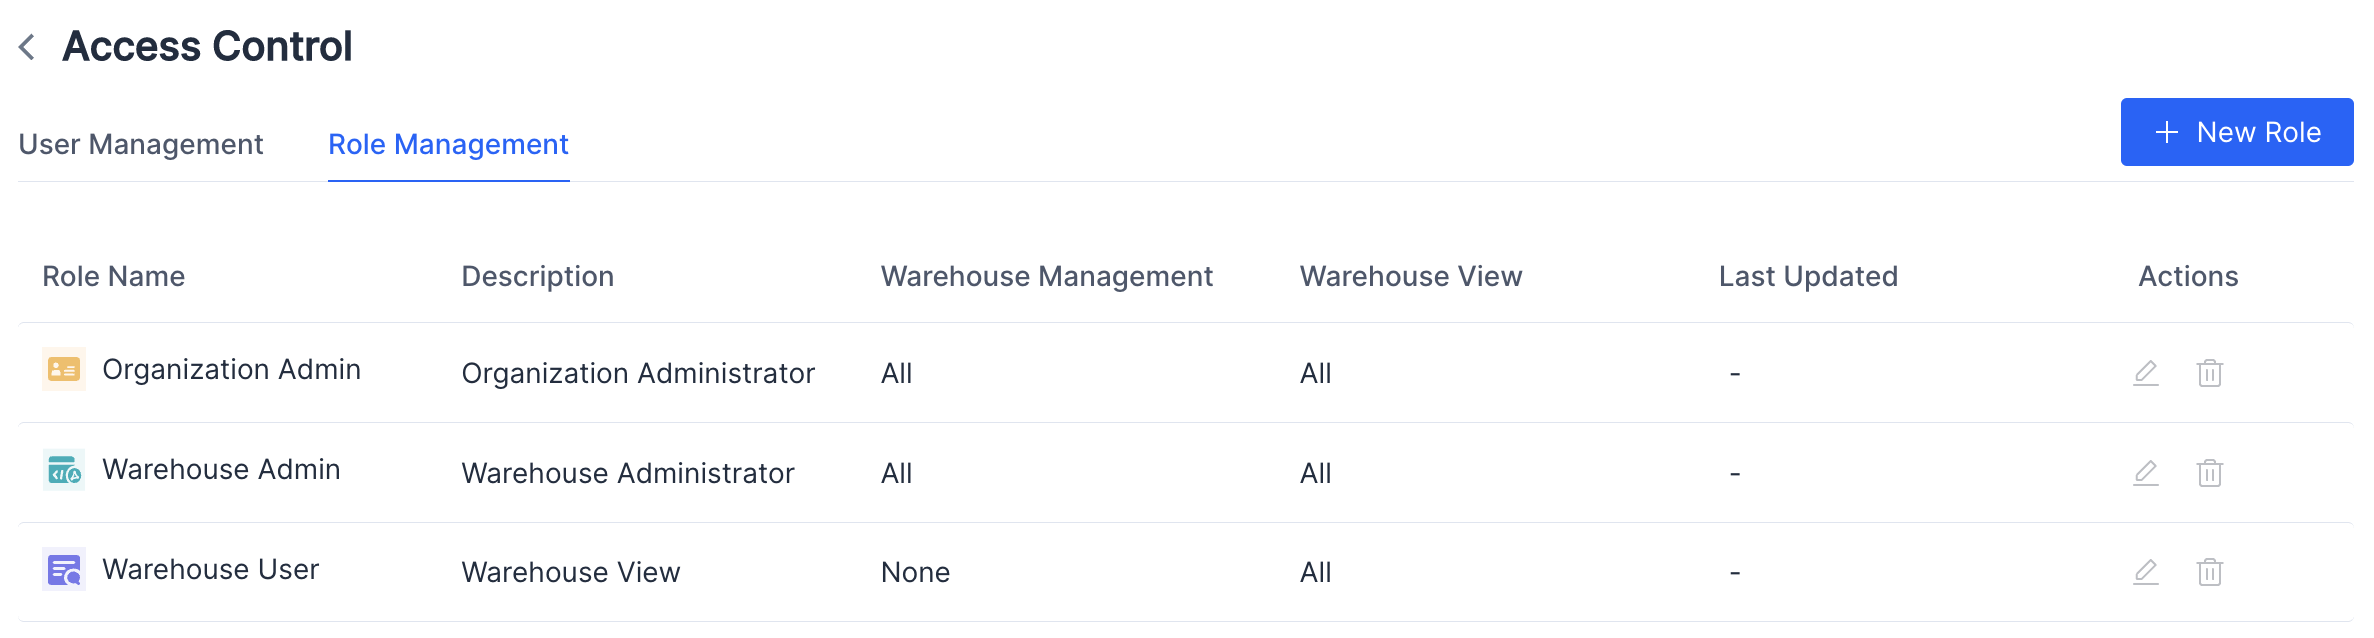 Access Control
User Management Role Management
+ New Role
Role Name Description Warehouse Management Warehouse View Last Updated Actions
Organization Admin Organization Administrator All All -
Warehouse Admin Warehouse Administrator All All -
Warehouse User Warehouse View None All -